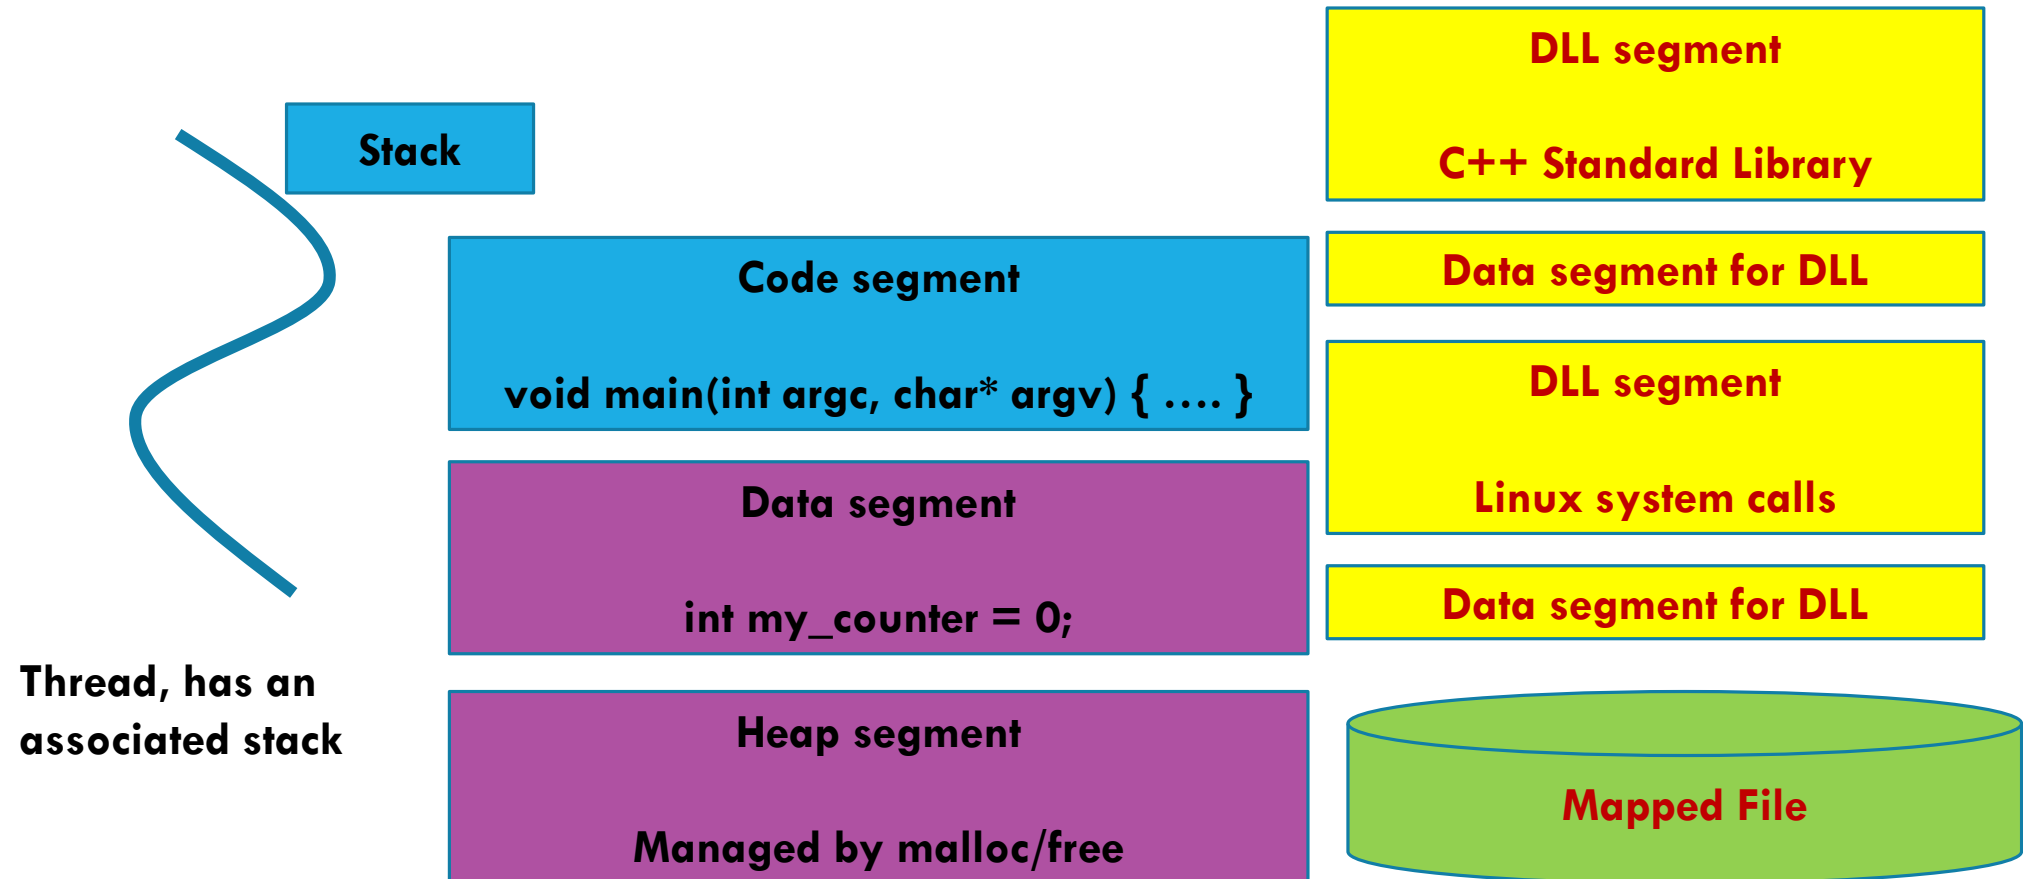 Stack
Thread, has an
associated stack
Code segment
void main(int argc, char* argv) { …. }
Data segment
int my_counter = 0;
Heap segment
Managed by malloc/free
DLL segment
C++ Standard Library
Data segment for DLL
DLL segment
Linux system calls
Data segment for DLL
Mapped File